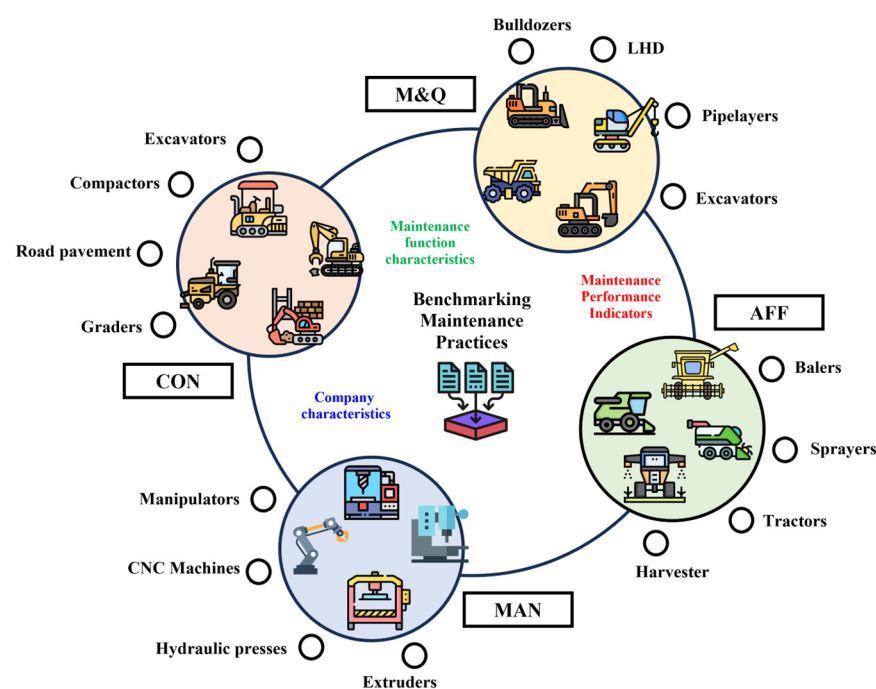 Bulldozers
LHD
M&Q
Pipelayers
Excavators
Excavators
Compactors
Road pavement
Graders
CON
Maintenance
function
characteristics
Maintenance
Performance
Indicators
Benchmarking
Maintenance
Practices
Company
characteristics
AFF
Balers
Sprayers
Tractors
Harvester
Manipulators
CNC Machines
Hydraulic presses
Extruders
MAN